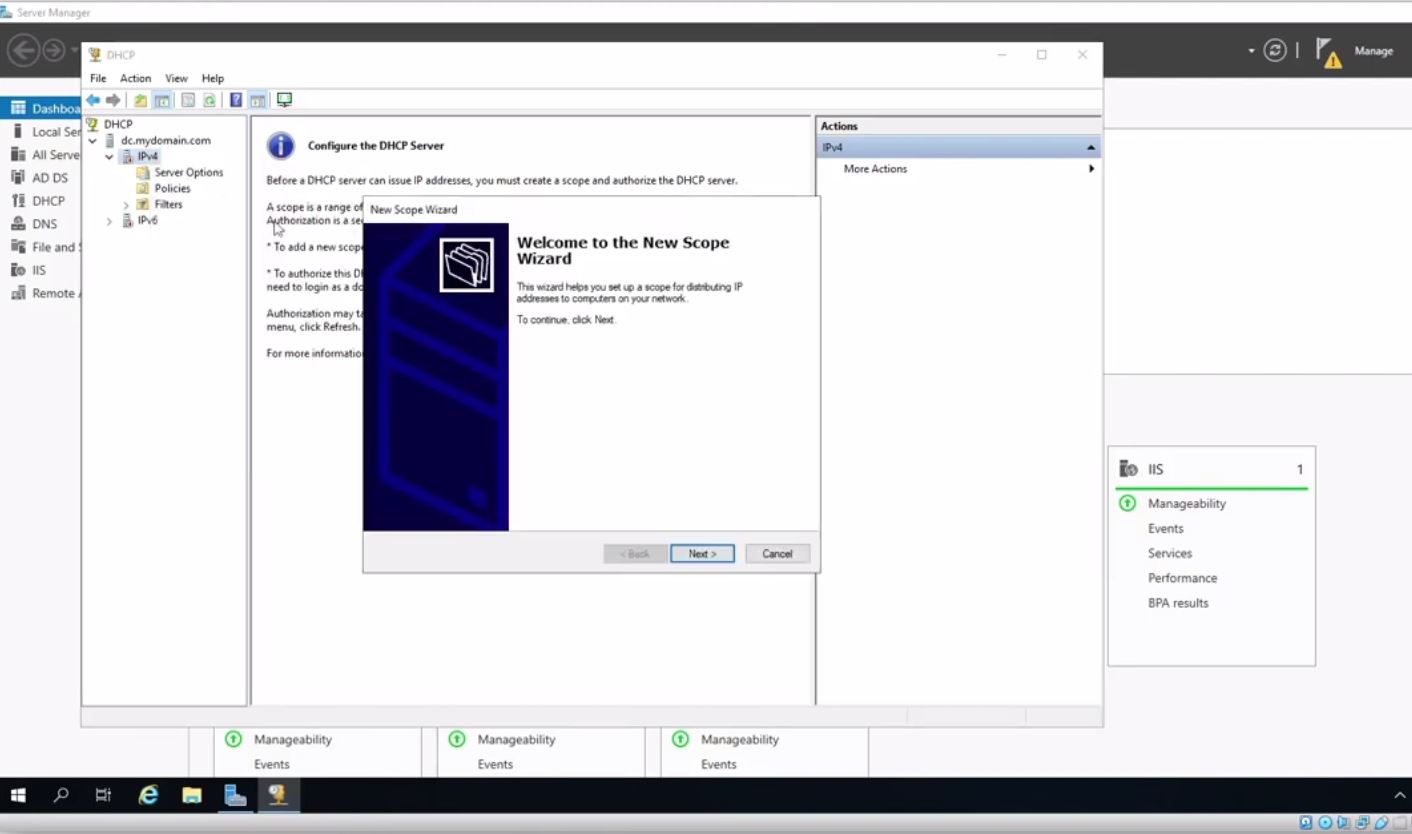 Server Manager
Manage
DHCP
File Action View Help
Dashboa
Local Ser
All Serve
AD DS
DHCP
DNS
File and S
IIS
Remote A
DHCP
dc.mydomain.com
IPv4
Server Options
Policies
Filters
IPv6
Configure the DHCP Server
Before a DHCP server can issue IP addresses, you must create a scope and authorize the DHCP server.
A scope is a range of
Authorization is a sec
* To add a new scope
* To authorize this DH
need to login as a do
Authorization may ta
menu, click Refresh.
For more information
New Scope Wizard
Welcome to the New Scope
Wizard
This wizard helps you set up a scope for distributing IP
addresses to computers on your network.
To continue, click Next.
< Back
Next >
Cancel
Actions
IPv4
More Actions
IIS 1
Manageability
Events
Services
Performance
BPA results
Manageability
Events
Manageability
Events
Manageability
Events